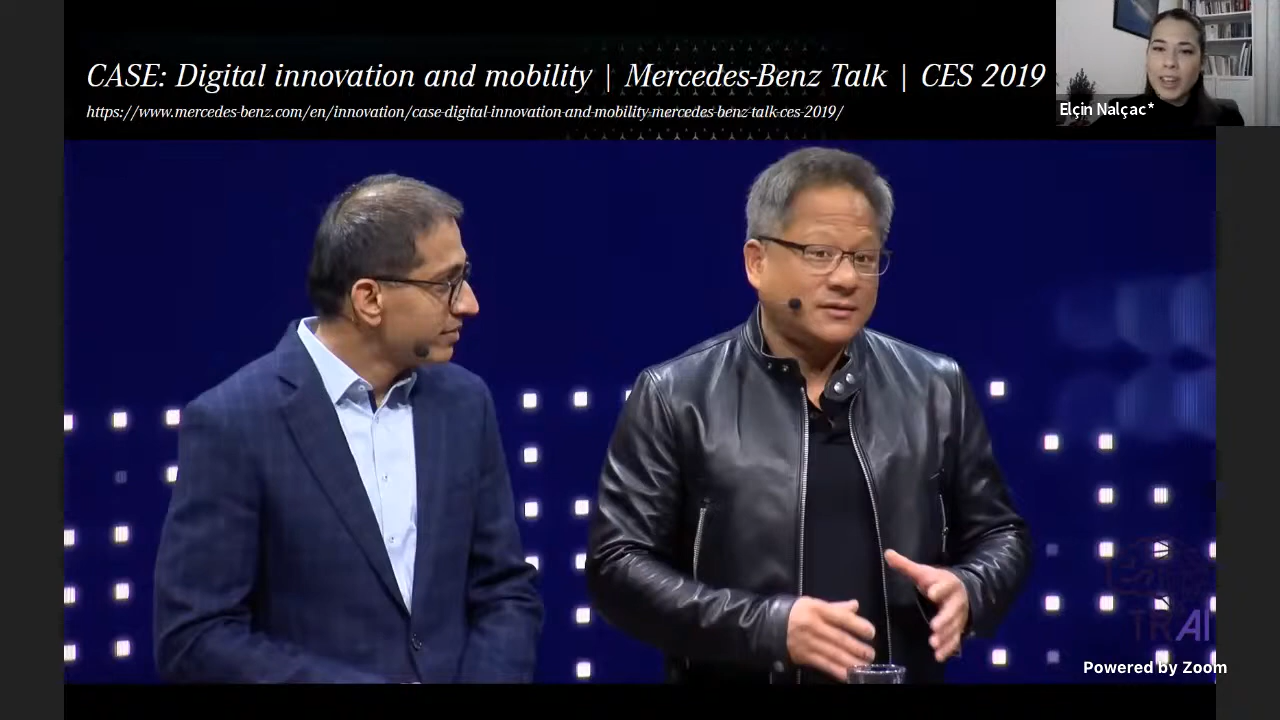 CASE: Digital innovation and mobility | Mercedes-Benz Talk | CES 2019
https://www.mercedes-benz.com/en/innovation/case-digital-innovation-and-mobility-mercedes-benz-talk-ces-2019/
Elçin Nalçac*
TRAI
Powered by Zoom